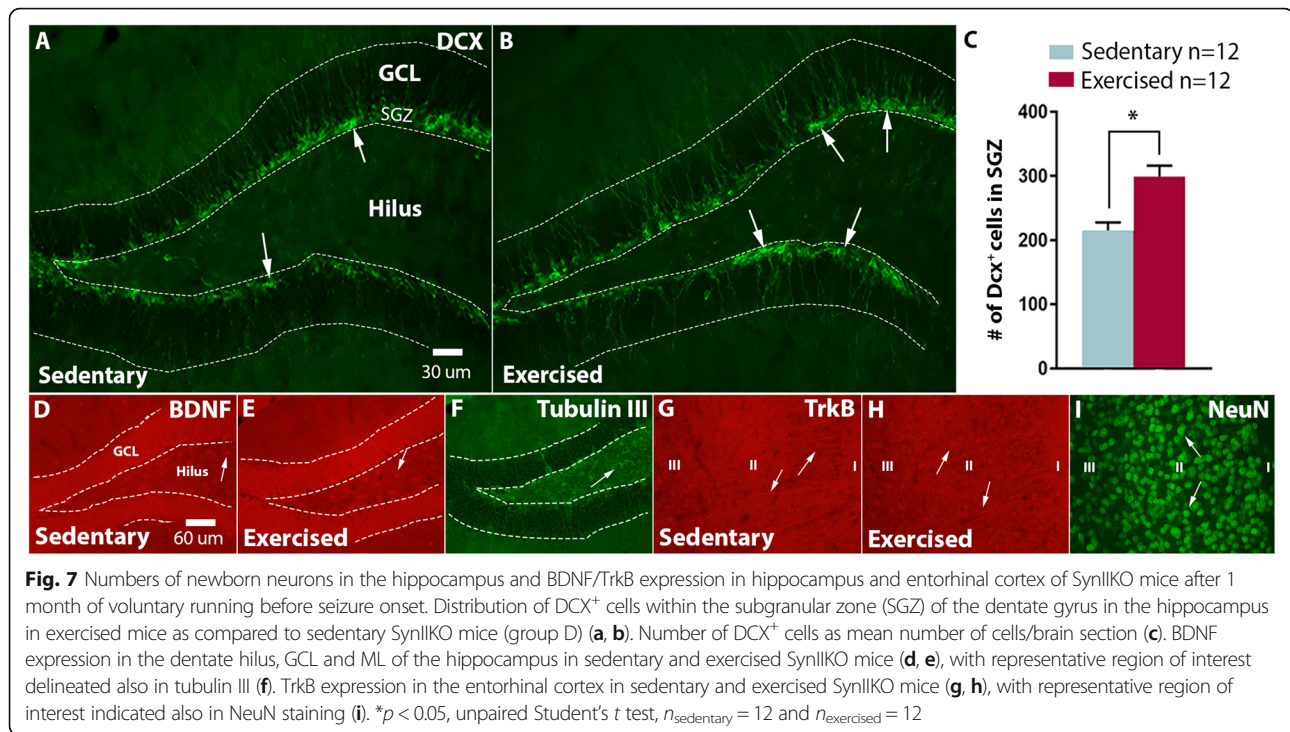 A
DCX
GCL
SGZ
Hilus
30 um
Sedentary
B
Exercised
C
Sedentary n=12
Exercised n=12
# of Dcx⁺ cells in SGZ
400
300
200
100
0
*
D
BDNF
GCL
Hilus
60 um
Sedentary
E
Exercised
F
Tubulin III
G
TrkB
III
II
I
Sedentary
H
III
II
I
Exercised
I
NeuN
III
II
I
Fig. 7 Numbers of newborn neurons in the hippocampus and BDNF/TrkB expression in hippocampus and entorhinal cortex of SynIIKO mice after 1
month of voluntary running before seizure onset. Distribution of DCX⁺ cells within the subgranular zone (SGZ) of the dentate gyrus in the hippocampus
in exercised mice as compared to sedentary SynIIKO mice (group D) (a, b). Number of DCX⁺ cells as mean number of cells/brain section (c). BDNF
expression in the dentate hilus, GCL and ML of the hippocampus in sedentary and exercised SynIIKO mice (d, e), with representative region of interest
delineated also in tubulin III (f). TrkB expression in the entorhinal cortex in sedentary and exercised SynIIKO mice (g, h), with representative region of
interest indicated also in NeuN staining (i). *p < 0.05, unpaired Student's t test, nsedentary = 12 and nexercised = 12